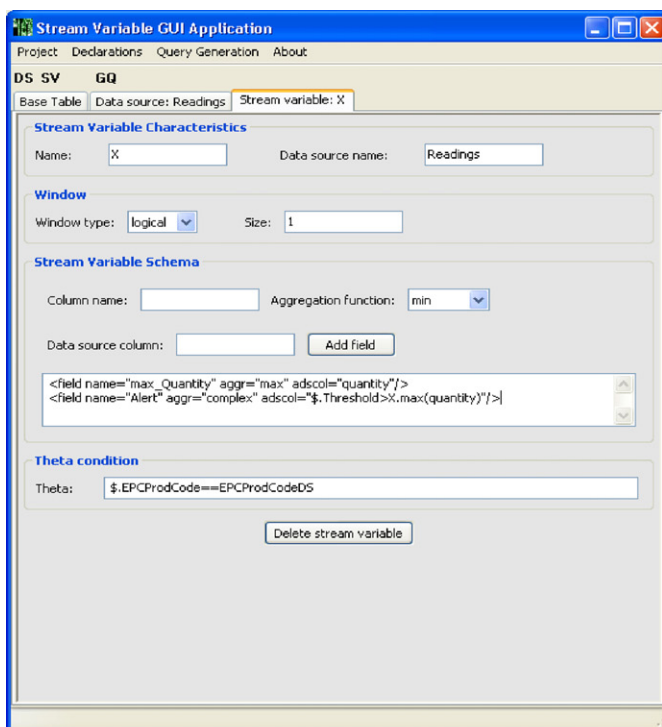 Stream Variable GUI Application
Project Declarations Query Generation About
DS SV GQ
Base Table Data source: Readings Stream variable: X
Stream Variable Characteristics
Name: X Data source name: Readings
Window
Window type: logical Size: 1
Stream Variable Schema
Column name: Aggregation function: min
Data source column: Add field
<field name="max_Quantity" aggr="max" adscol="quantity"/>
<field name="Alert" aggr="complex" adscol="$.Threshold>X.max(quantity)"/>
Theta condition
Theta: $.EPCProdCode==EPCProdCodeDS
Delete stream variable